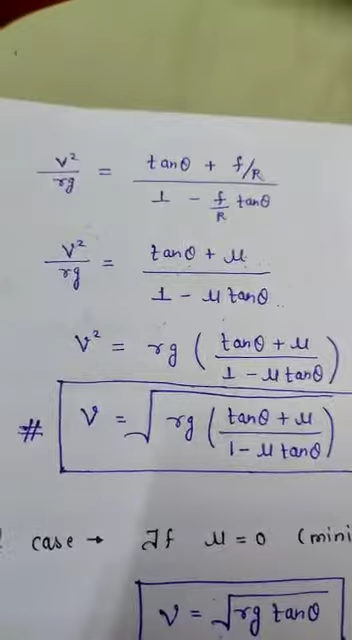 v²/rg = (tanθ + f/R)/(1 - f/R tanθ)
v²/rg = (tanθ + μ)/(1 - μ tanθ)
v² = rg ( (tanθ + μ)/(1 - μ tanθ) )
# v = √(rg ( (tanθ + μ)/(1 - μ tanθ) ))
case → If μ = 0 (mini
v = √(rg tanθ)